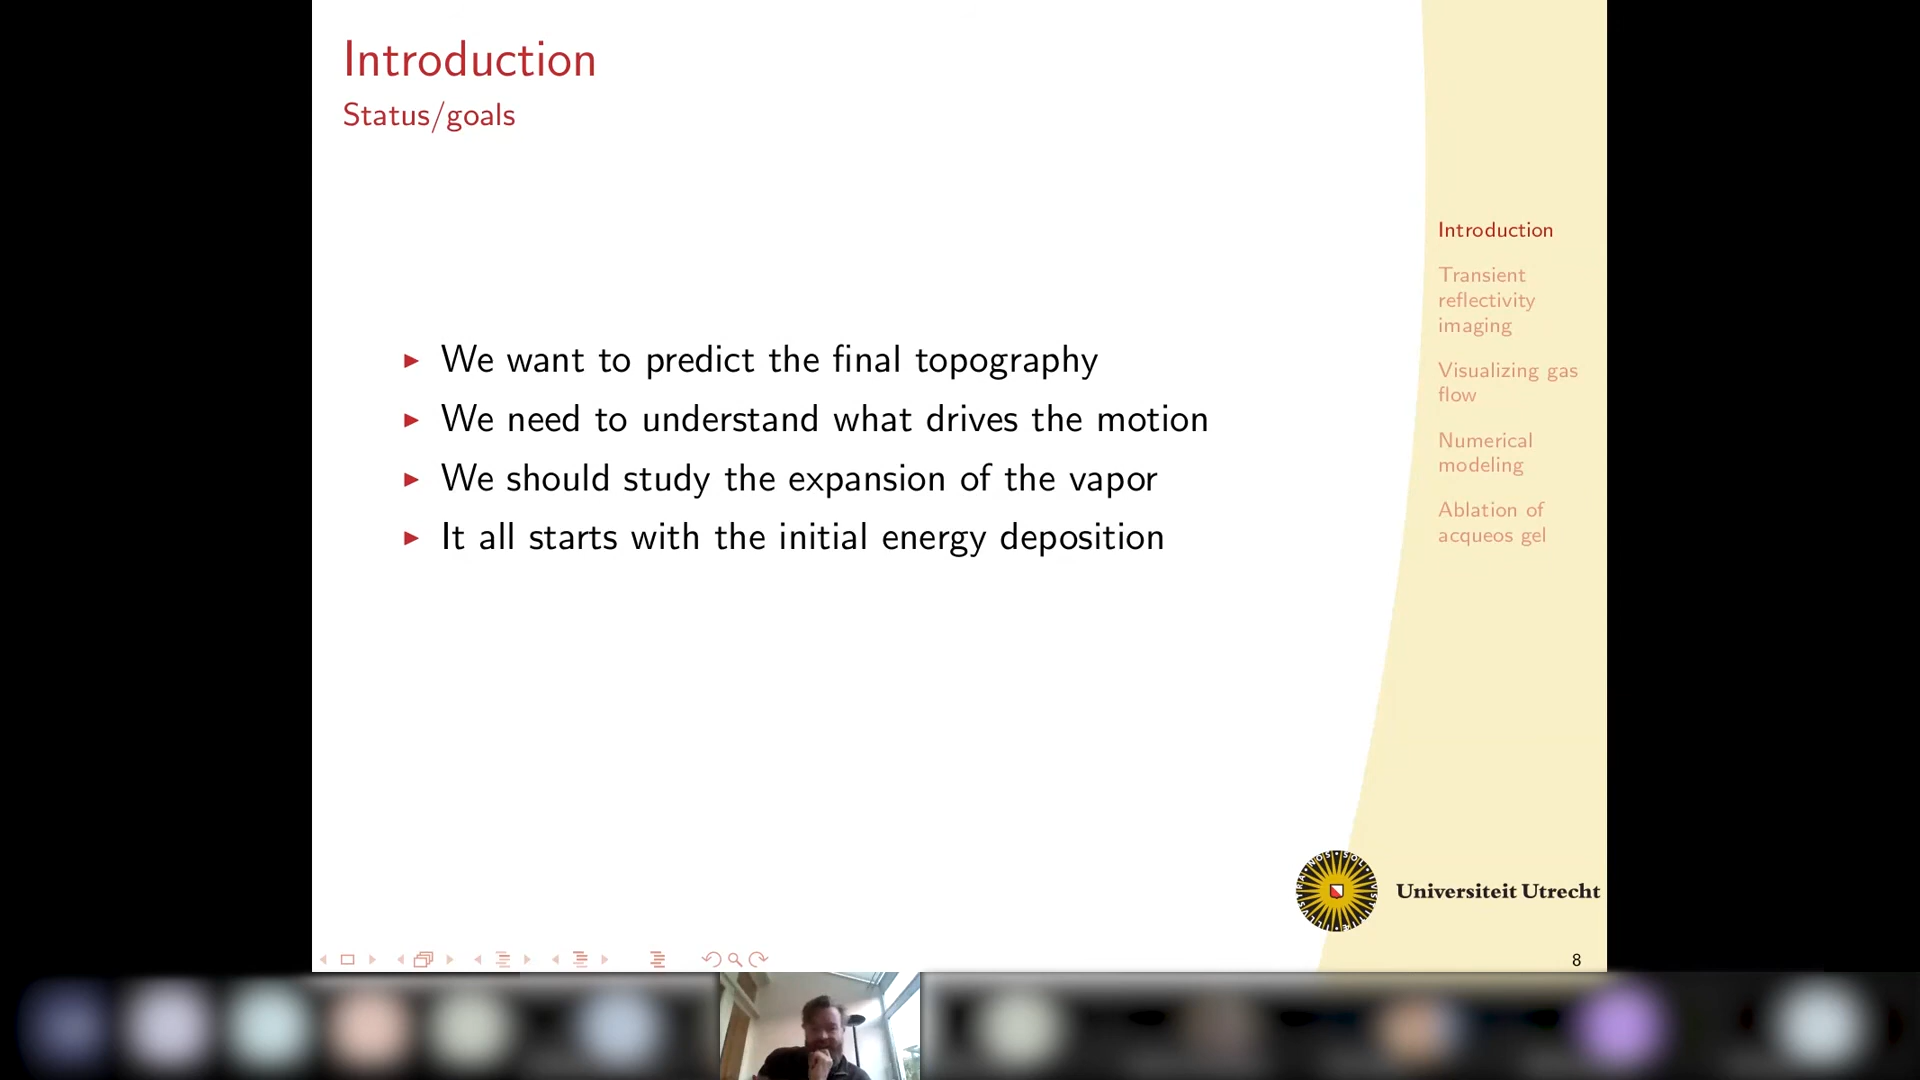 Introduction
Status/goals
We want to predict the final topography
We need to understand what drives the motion
We should study the expansion of the vapor
It all starts with the initial energy deposition
Introduction
Transient
reflectivity
imaging
Visualizing gas
flow
Numerical
modeling
Ablation of
acqueos gel
Universiteit Utrecht
8